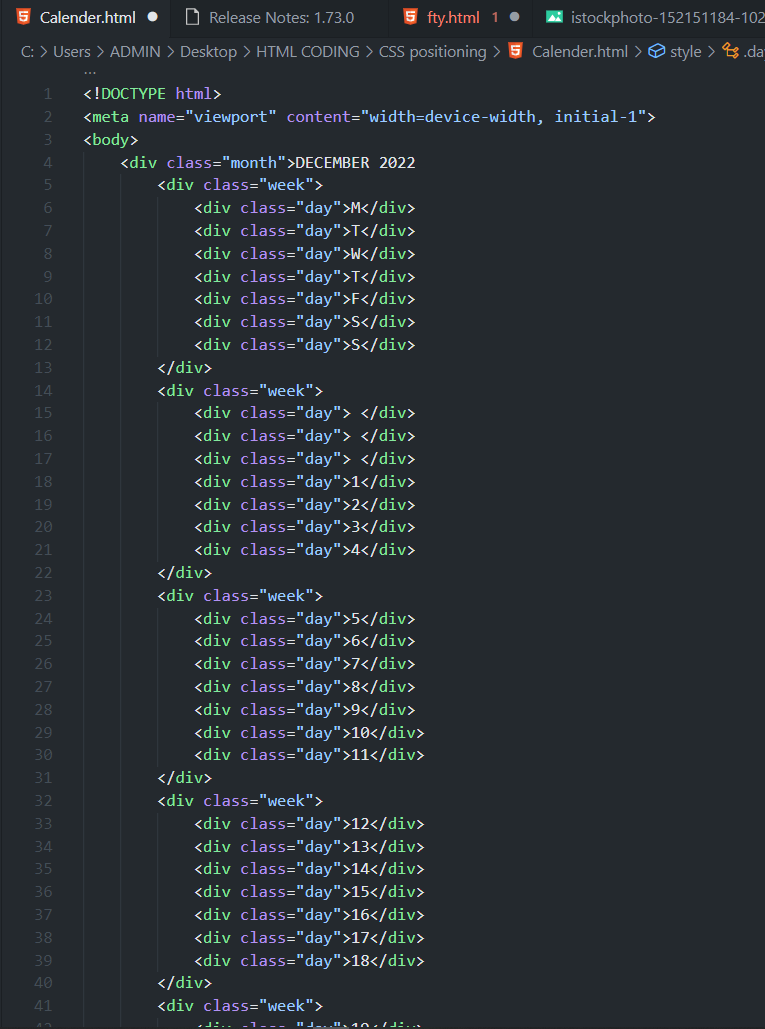 Calender.html Release Notes: 1.73.0 fty.html 1 istockphoto-152151184-102
C: > Users > ADMIN > Desktop > HTML CODING > CSS positioning > Calender.html > style > .da
...
1 <!DOCTYPE html>
2 <meta name="viewport" content="width=device-width, initial-1">
3 <body>
4 <div class="month">DECEMBER 2022
5 <div class="week">
6 <div class="day">M</div>
7 <div class="day">T</div>
8 <div class="day">W</div>
9 <div class="day">T</div>
10 <div class="day">F</div>
11 <div class="day">S</div>
12 <div class="day">S</div>
13 </div>
14 <div class="week">
15 <div class="day"> </div>
16 <div class="day"> </div>
17 <div class="day"> </div>
18 <div class="day">1</div>
19 <div class="day">2</div>
20 <div class="day">3</div>
21 <div class="day">4</div>
22 </div>
23 <div class="week">
24 <div class="day">5</div>
25 <div class="day">6</div>
26 <div class="day">7</div>
27 <div class="day">8</div>
28 <div class="day">9</div>
29 <div class="day">10</div>
30 <div class="day">11</div>
31 </div>
32 <div class="week">
33 <div class="day">12</div>
34 <div class="day">13</div>
35 <div class="day">14</div>
36 <div class="day">15</div>
37 <div class="day">16</div>
38 <div class="day">17</div>
39 <div class="day">18</div>
40 </div>
41 <div class="week">